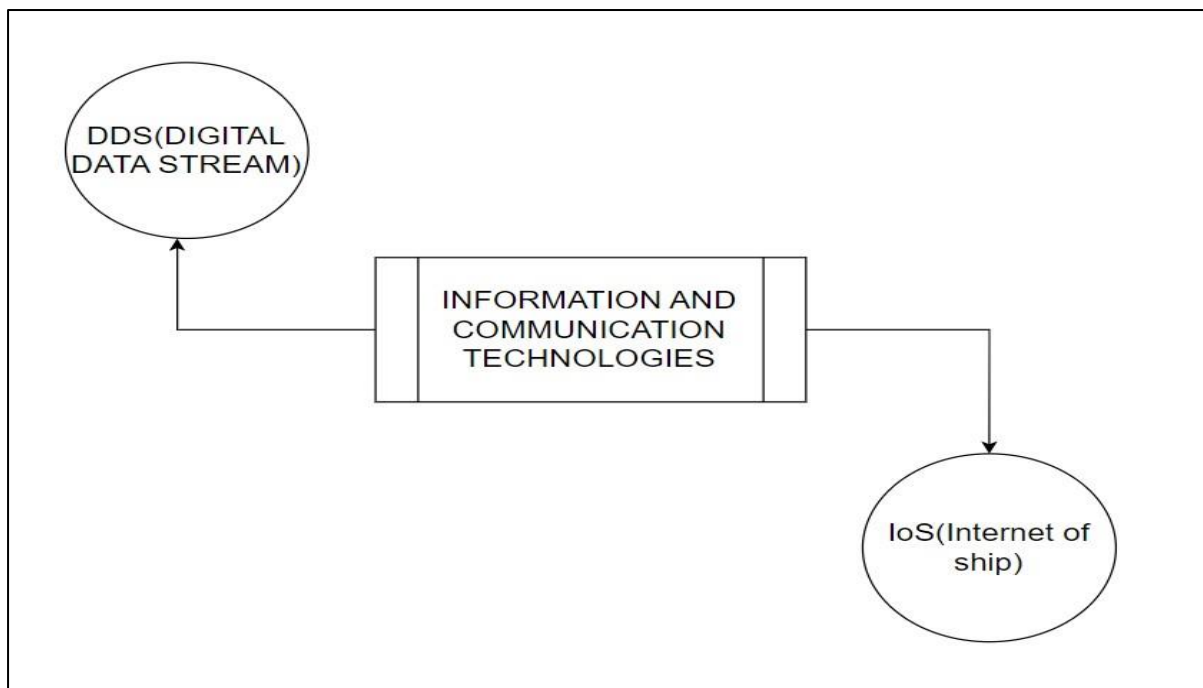 DDS(DIGITAL
DATA STREAM)
INFORMATION AND
COMMUNICATION
TECHNOLOGIES
IoS(Internet of
ship)